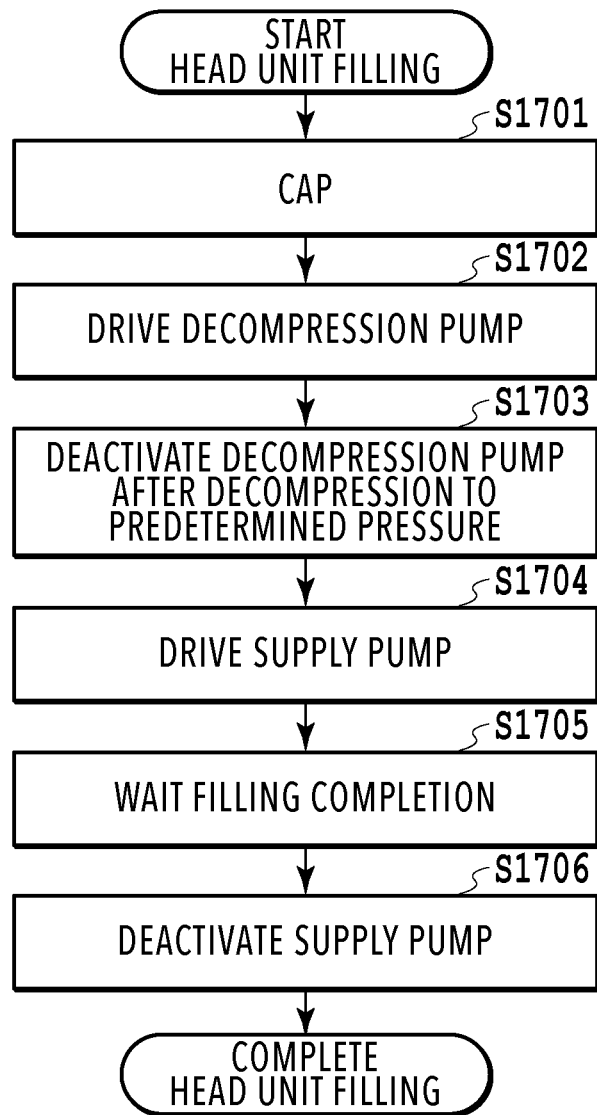 START
HEAD UNIT FILLING
S1701
CAP
S1702
DRIVE DECOMPRESSION PUMP
S1703
DEACTIVATE DECOMPRESSION PUMP
AFTER DECOMPRESSION TO
PREDETERMINED PRESSURE
S1704
DRIVE SUPPLY PUMP
S1705
WAIT FILLING COMPLETION
S1706
DEACTIVATE SUPPLY PUMP
COMPLETE
HEAD UNIT FILLING